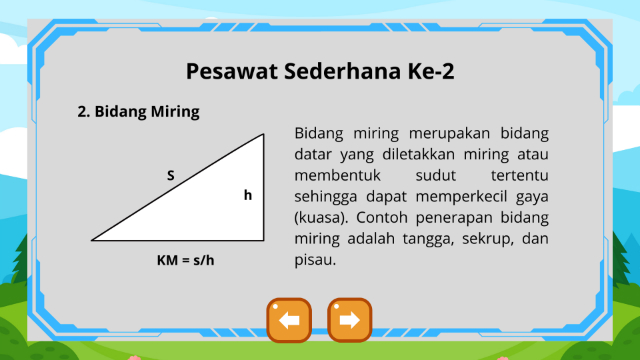 Pesawat Sederhana Ke-2
2. Bidang Miring
S
h
KM = s/h
Bidang miring merupakan bidang
datar yang diletakkan miring atau
membentuk sudut tertentu
sehingga dapat memperkecil gaya
(kuasa). Contoh penerapan bidang
miring adalah tangga, sekrup, dan
pisau.